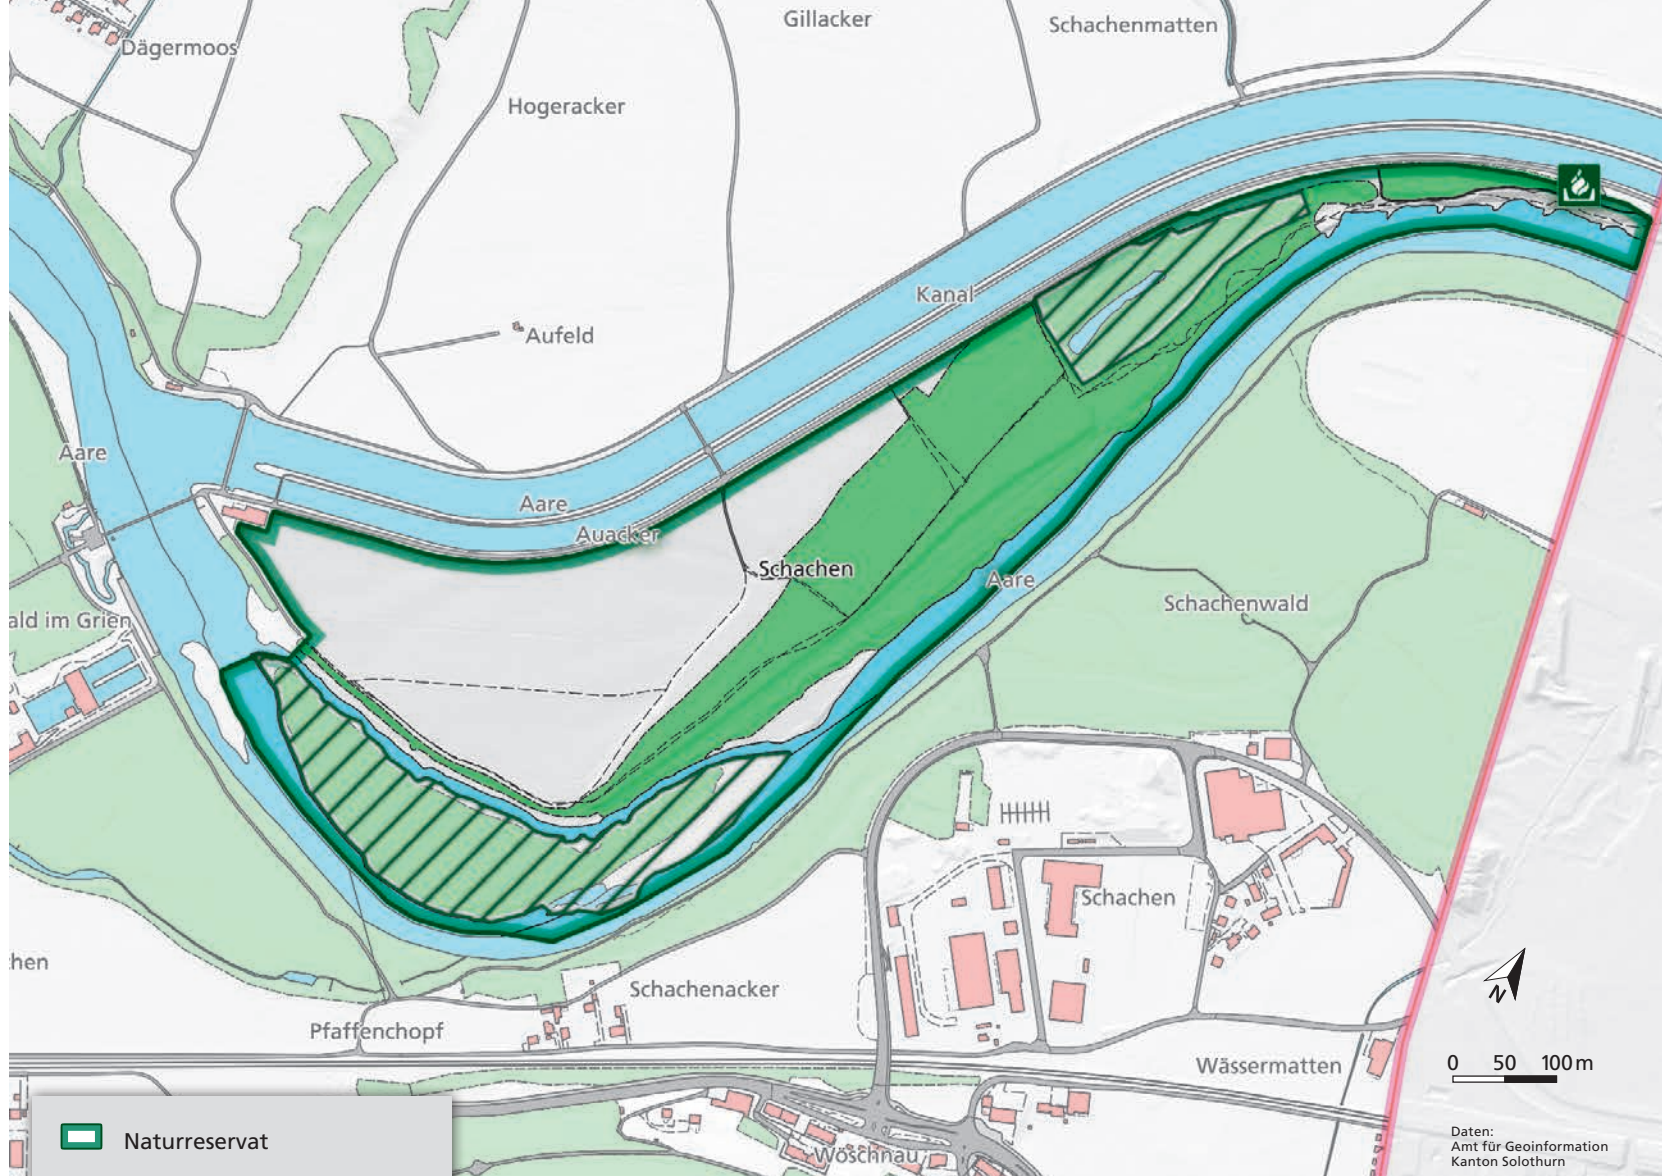 Gillacker
Schachenmatten
Dägermoos
Hogeracker
Kanal
Aufeld
Aare
Aare
Auacker
Schachen
Aare
Schachenwald
ald im Grien
Schachen
hen
Schachenacker
Pfaffenchopf
N
Wässermatten
0 50 100 m
Naturreservat
Wöschnau
Daten:
Amt für Geoinformation
Kanton Solothurn